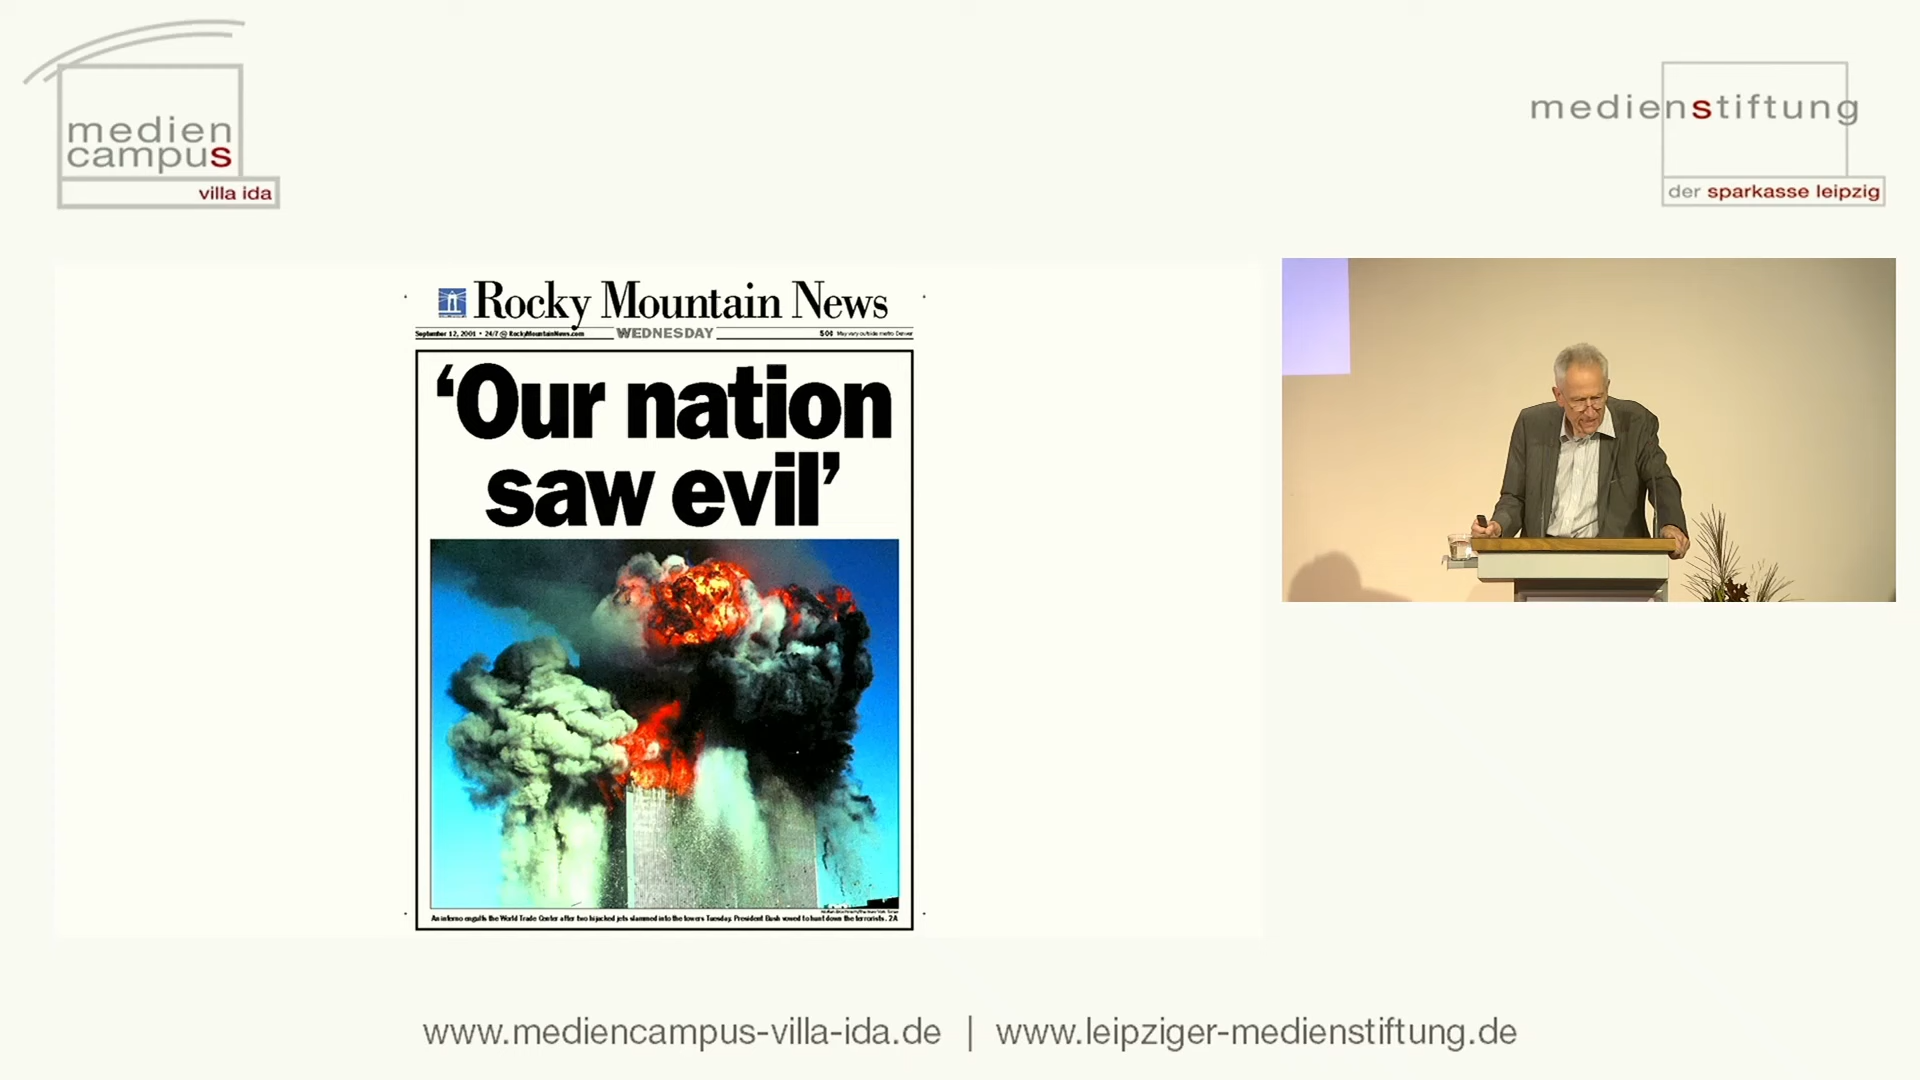 medien
campus
villa ida
medienstiftung
der sparkasse leipzig
Rocky Mountain News
September 12, 2001 • 24/7 @ RockyMountainNews.com
WEDNESDAY
50¢ May vary outside metro Denver
‘Our nation
saw evil’
An inferno engulfs the World Trade Center after two hijacked jets slammed into the towers Tuesday. President Bush vowed to hunt down the terrorists. 2A
www.mediencampus-villa-ida.de | www.leipziger-medienstiftung.de